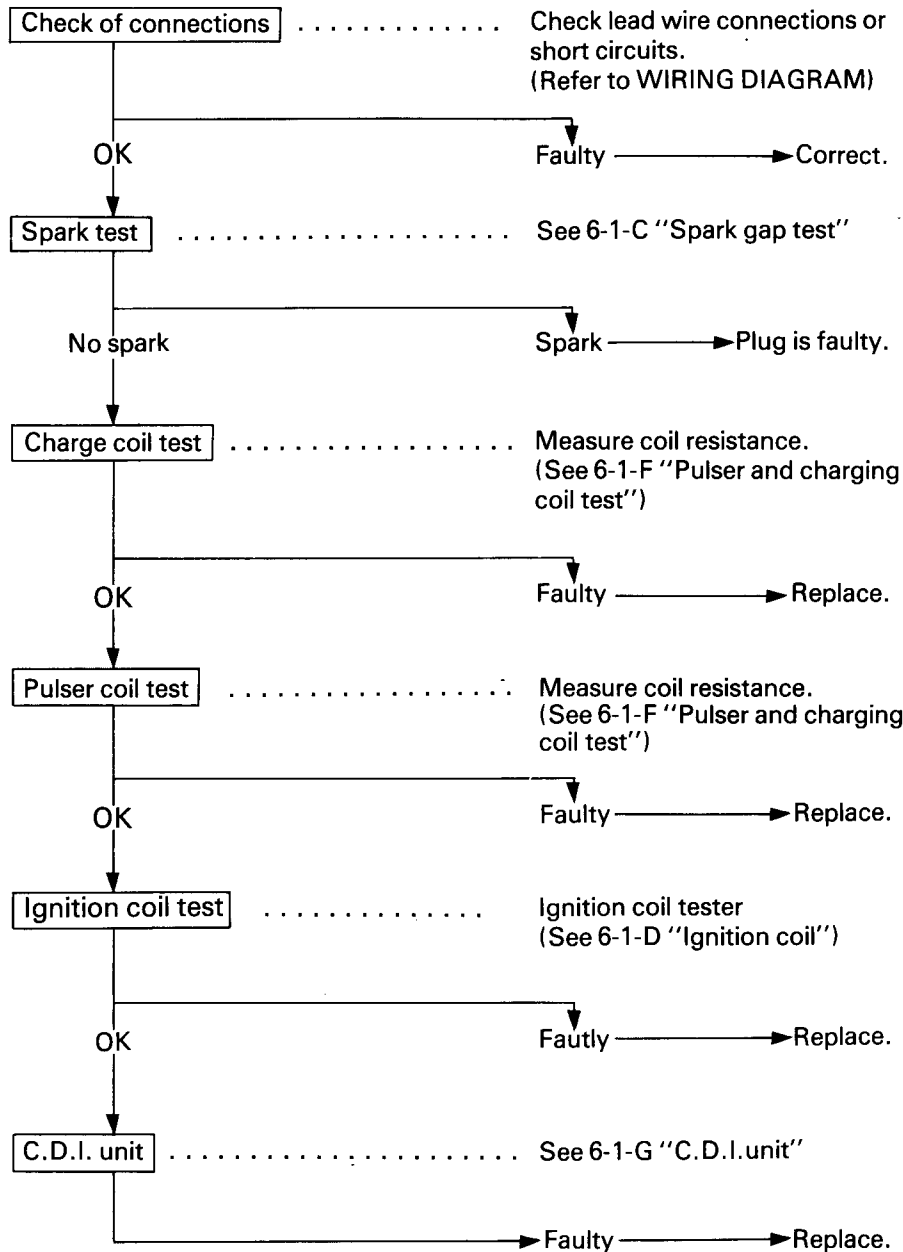 Check of connections . . . . . . . . . . . . . Check lead wire connections or
short circuits.
(Refer to WIRING DIAGRAM)
OK Faulty Correct.
Spark test . . . . . . . . . . . . . . . . . . . . . See 6-1-C "Spark gap test"
No spark Spark Plug is faulty.
Charge coil test . . . . . . . . . . . . . . . . . . Measure coil resistance.
(See 6-1-F "Pulser and charging
coil test")
OK Faulty Replace.
Pulser coil test . . . . . . . . . . . . . . . . . . Measure coil resistance.
(See 6-1-F "Pulser and charging
coil test")
OK Faulty Replace.
Ignition coil test . . . . . . . . . . . . . . Ignition coil tester
(See 6-1-D "Ignition coil")
OK Fautly Replace.
C.D.I. unit . . . . . . . . . . . . . . . . . . . . . . See 6-1-G "C.D.I.unit"
Faulty Replace.